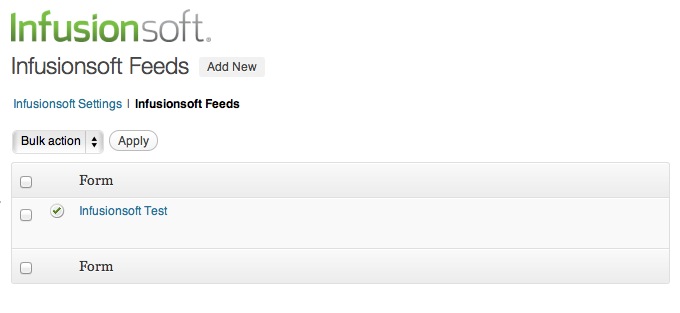 Infusionsoft.
Infusionsoft Feeds Add New
Infusionsoft Settings | Infusionsoft Feeds
Bulk action Apply
Form
Infusionsoft Test
Form